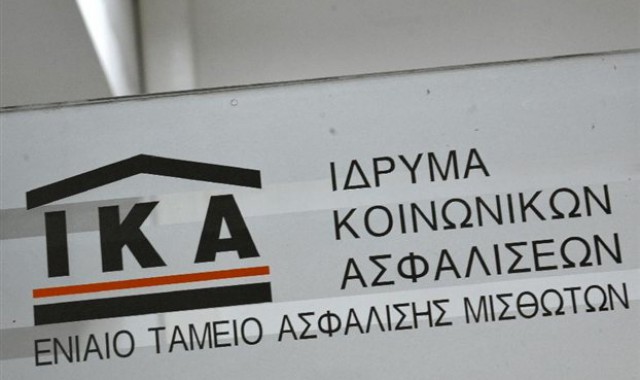 ΙΚΑ
ΙΔΡΥΜΑ
ΚΟΙΝΩΝΙΚΩΝ
ΑΣΦΑΛΙΣΕΩΝ
ΕΝΙΑΙΟ ΤΑΜΕΙΟ ΑΣΦΑΛΙΣΗΣ ΜΙΣΘΩΤΩΝ